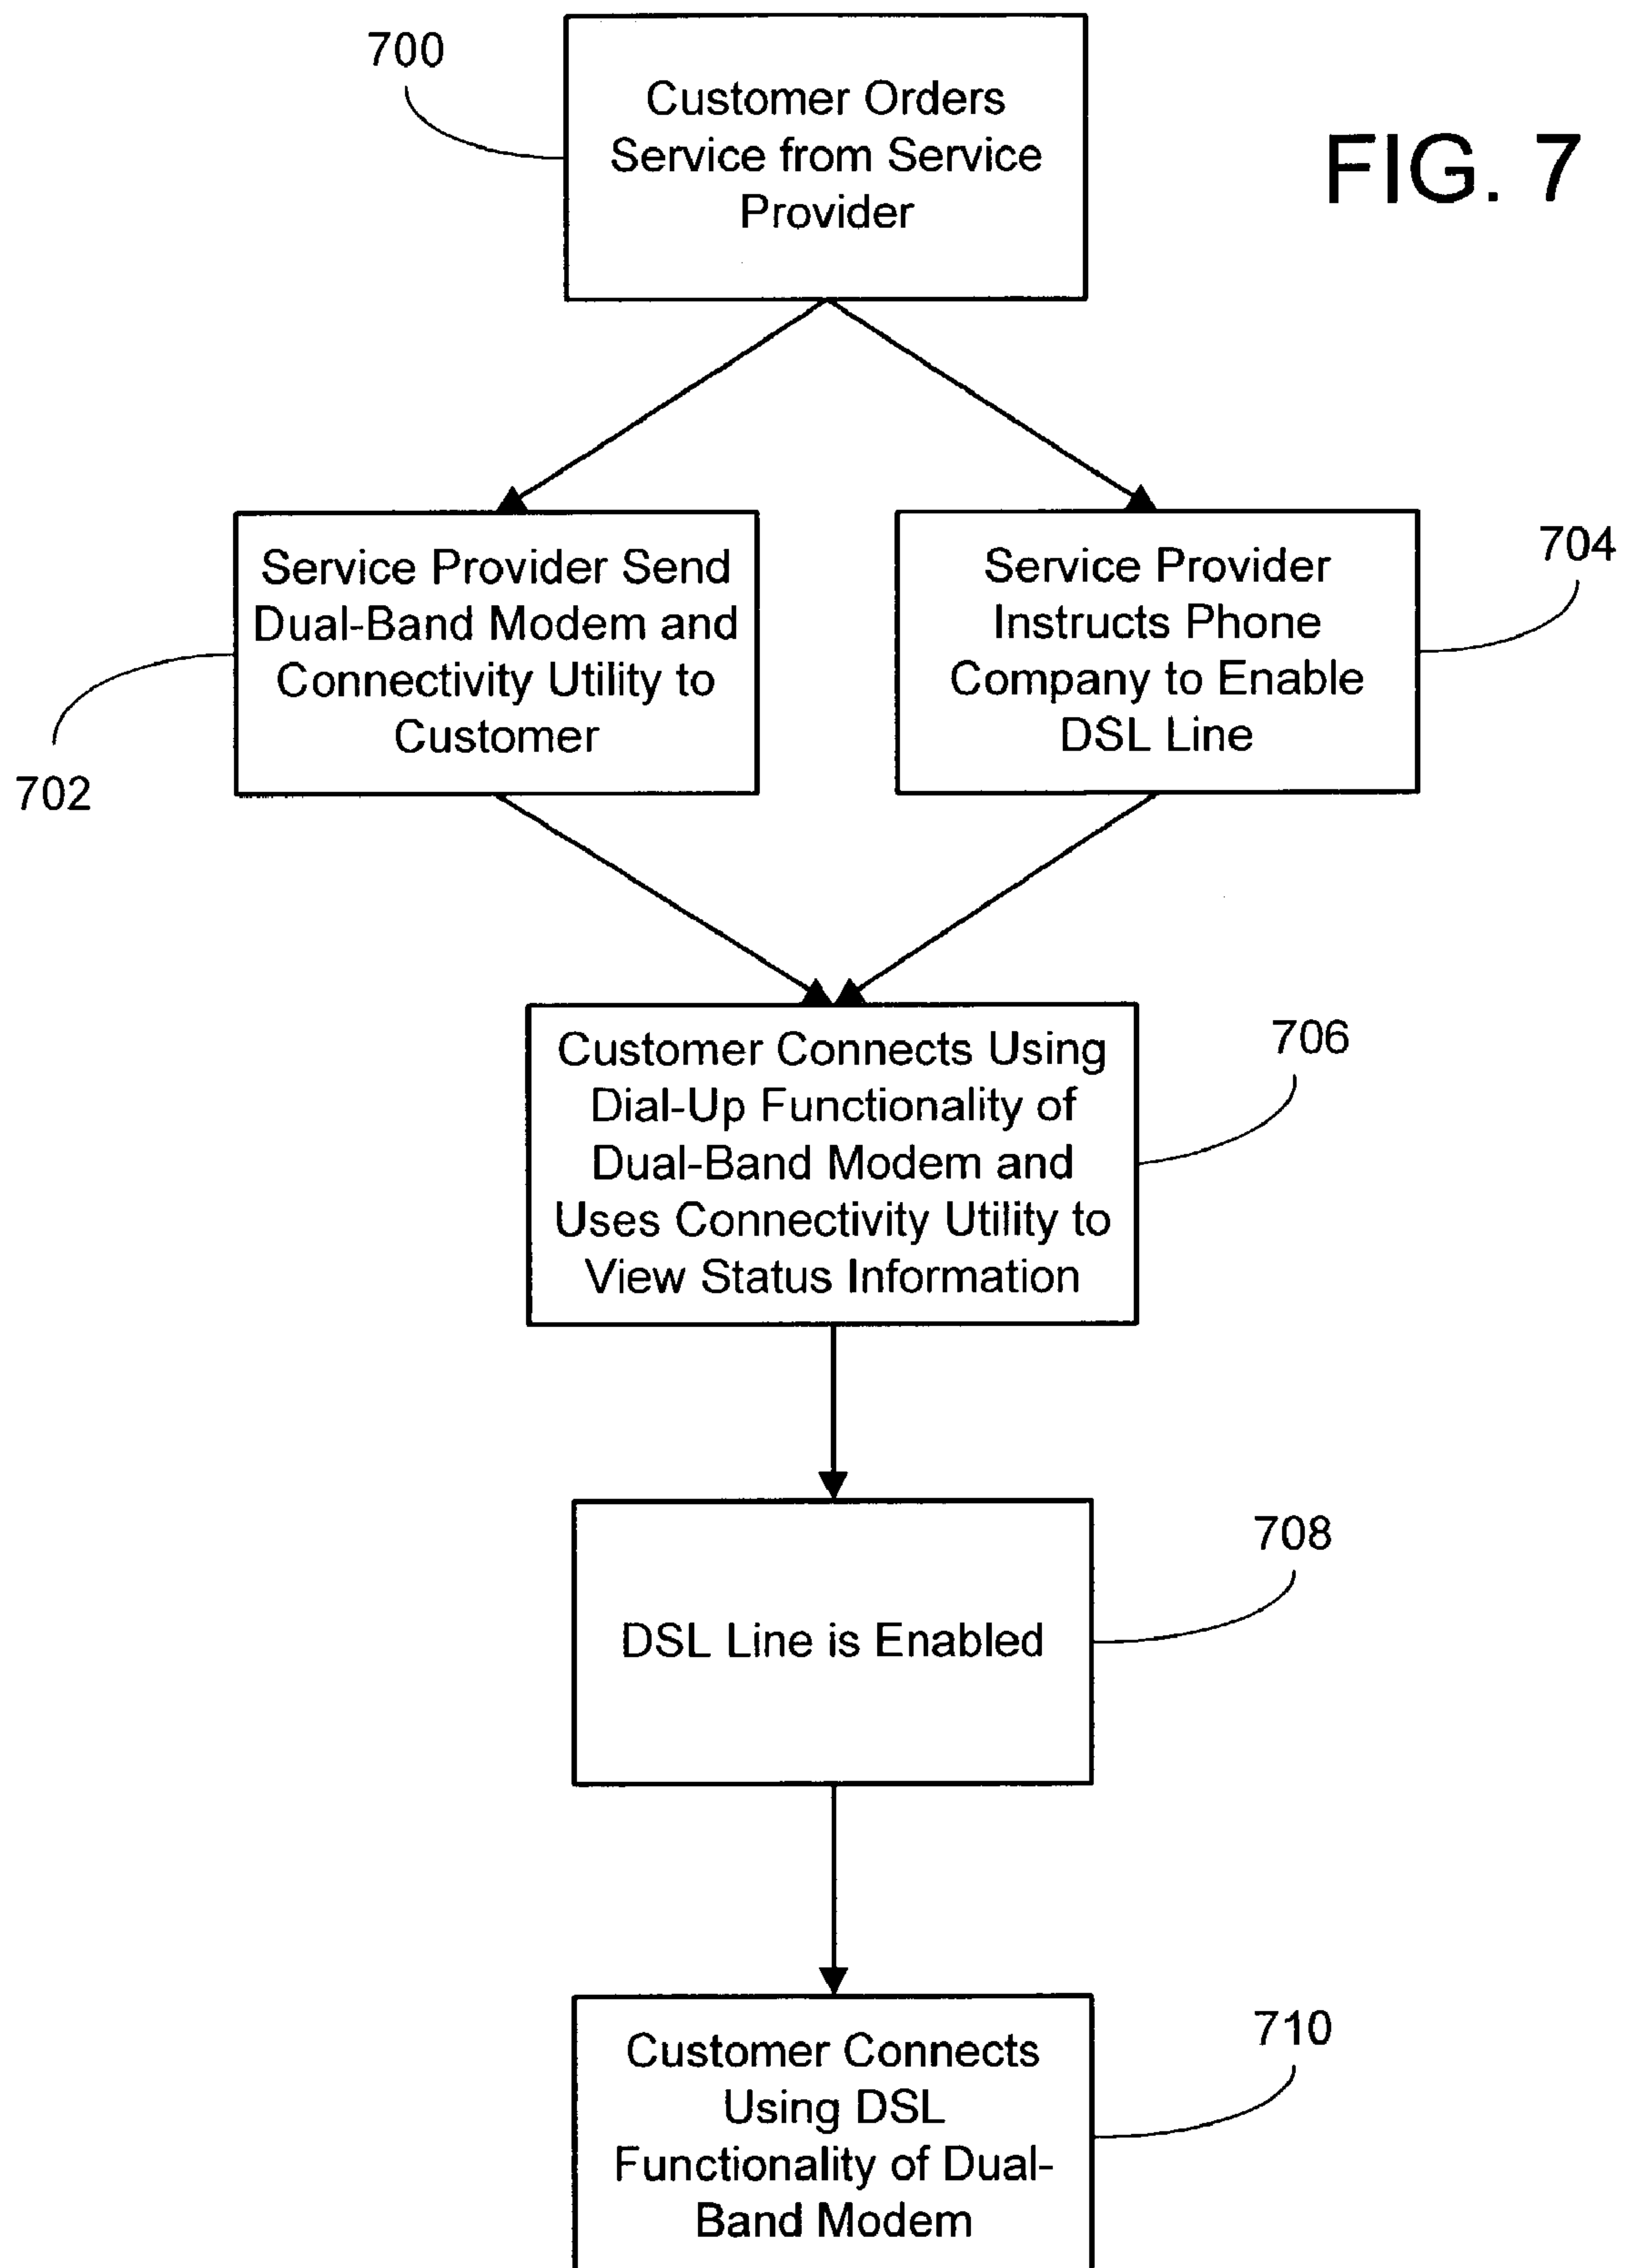 700
Customer Orders
Service from Service
Provider
FIG. 7
Service Provider Send
Dual-Band Modem and
Connectivity Utility to
Customer
702
Service Provider
Instructs Phone
Company to Enable
DSL Line
704
Customer Connects Using
Dial-Up Functionality of
Dual-Band Modem and
Uses Connectivity Utility to
View Status Information
706
DSL Line is Enabled
708
Customer Connects
Using DSL
Functionality of Dual-
Band Modem
710